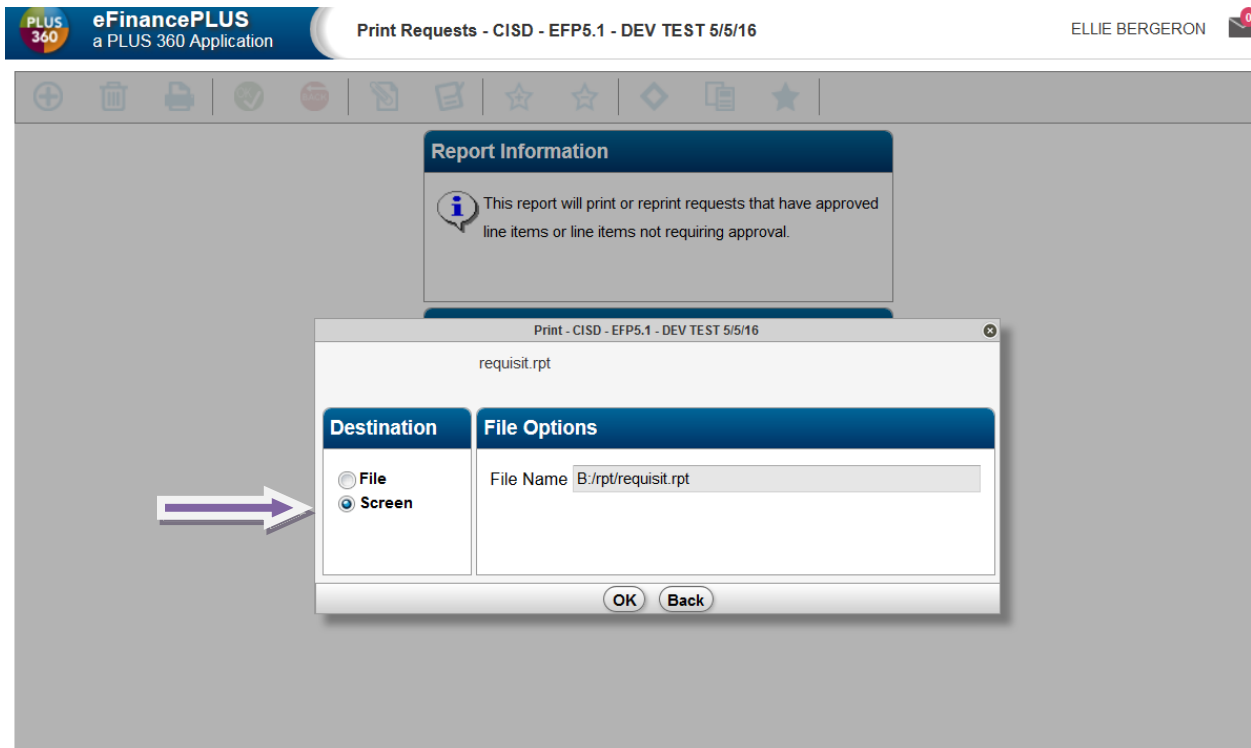 PLUS
360
eFinancePLUS
a PLUS 360 Application
Print Requests - CISD - EFP5.1 - DEV TEST 5/5/16
ELLIE BERGERON
0
Report Information
This report will print or reprint requests that have approved
line items or line items not requiring approval.
Print - CISD - EFP5.1 - DEV TEST 5/5/16
requisit.rpt
Destination
File Options
File
Screen
File Name B:/rpt/requisit.rpt
OK Back